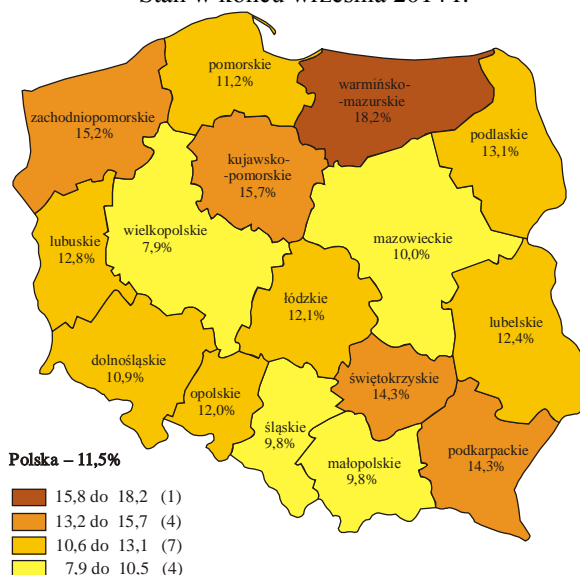 Stan w końcu września 2014 r.
pomorskie
11,2%
warmińsko-
-mazurskie
18,2%
zachodniopomorskie
15,2%
podlaskie
13,1%
kujawsko-
-pomorskie
15,7%
wielkopolskie
7,9%
mazowieckie
10,0%
lubuskie
12,8%
łódzkie
12,1%
lubelskie
12,4%
dolnośląskie
10,9%
opolskie
12,0%
świętokrzyskie
14,3%
śląskie
9,8%
małopolskie
9,8%
podkarpackie
14,3%
Polska – 11,5%
15,8 do 18,2 (1)
13,2 do 15,7 (4)
10,6 do 13,1 (7)
7,9 do 10,5 (4)